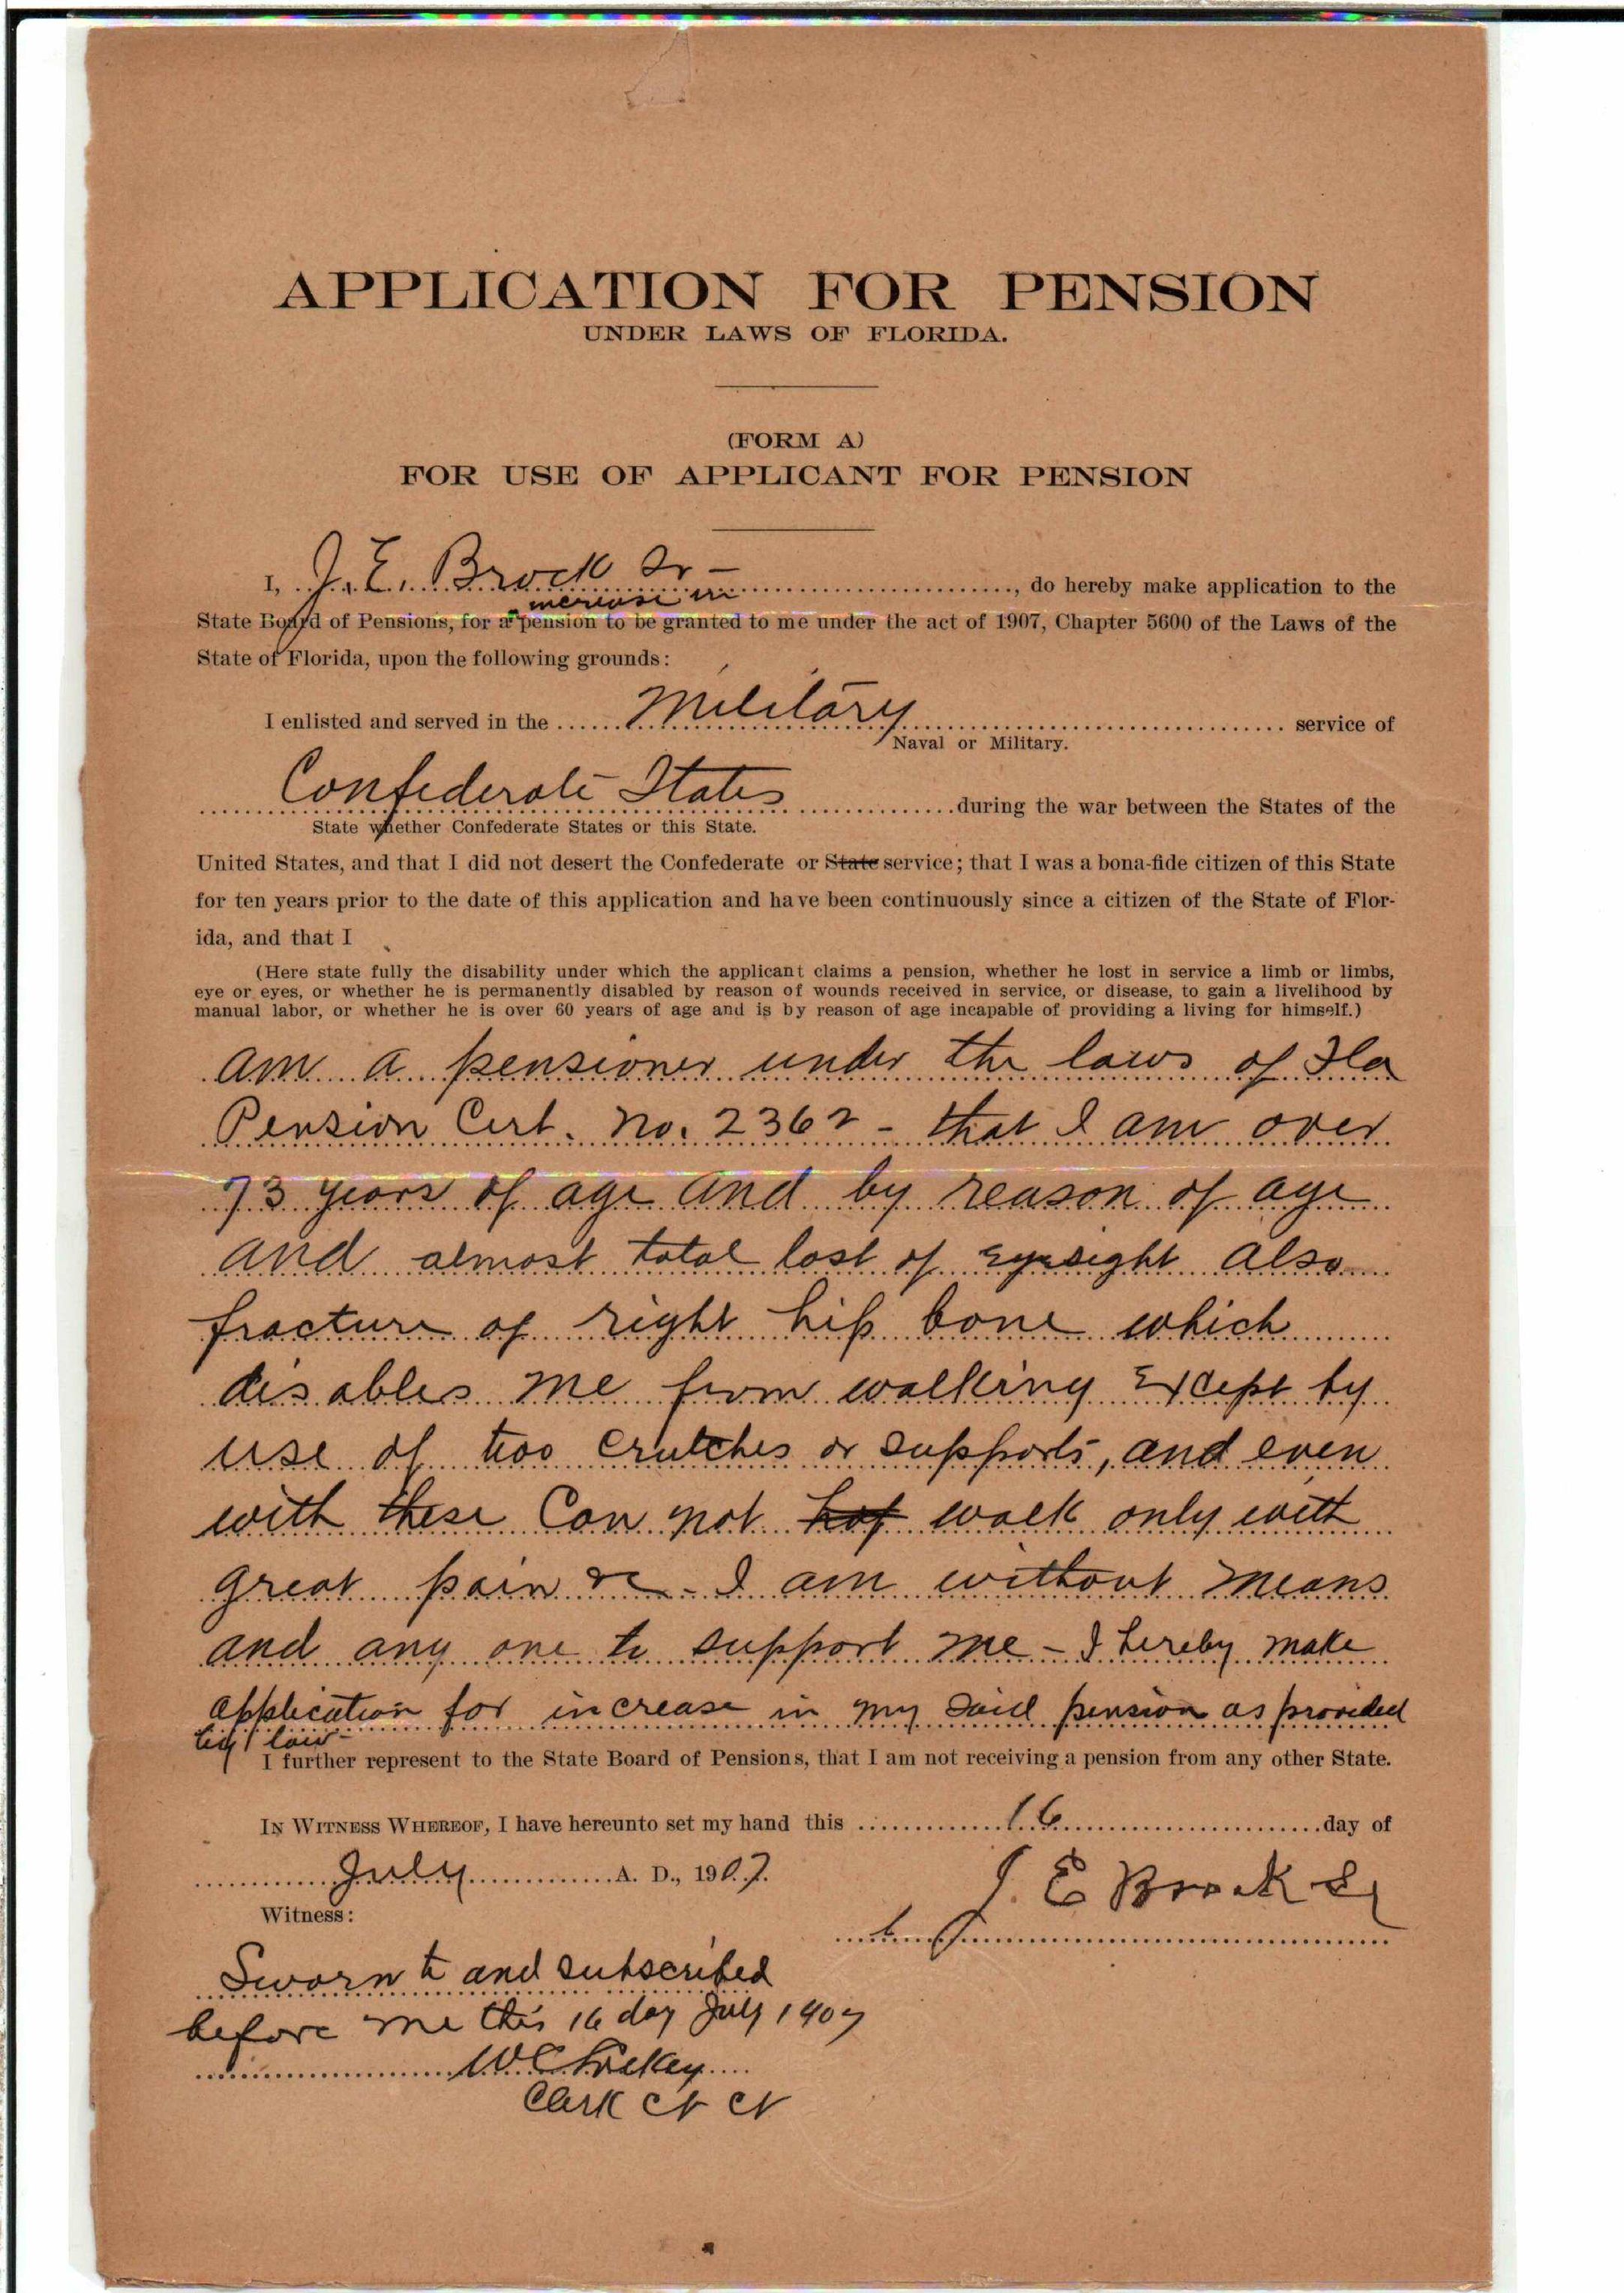 APPLICATION FOR PENSION
UNDER LAWS OF FLORIDA.
(FORM A)
FOR USE OF APPLICANT FOR PENSION
I, J. E. Brock Sr -, do hereby make application to the
increase in
State Board of Pensions, for a pension to be granted to me under the act of 1907, Chapter 5600 of the Laws of the
State of Florida, upon the following grounds:
I enlisted and served in the Military service of
Naval or Military.
Confederate States during the war between the States of the
State whether Confederate States or this State.
United States, and that I did not desert the Confederate or State service; that I was a bona-fide citizen of this State
for ten years prior to the date of this application and have been continuously since a citizen of the State of Flor-
ida, and that I
(Here state fully the disability under which the applicant claims a pension, whether he lost in service a limb or limbs,
eye or eyes, or whether he is permanently disabled by reason of wounds received in service, or disease, to gain a livelihood by
manual labor, or whether he is over 60 years of age and is by reason of age incapable of providing a living for himself.)
am a pensioner under the laws of Fla
Pension Cert. No. 2362 - that I am over
73 years of age and by reason of age
and almost total lost of eyesight also
fracture of right hip bone which
disables me from walking Except by
use of two crutches or supports, and even
with these Can not walk only with
great pain &c - I am without means
and any one to support me - I hereby make
application for increase in my said pension as provided
by law -
I further represent to the State Board of Pensions, that I am not receiving a pension from any other State.
IN WITNESS WHEREOF, I have hereunto set my hand this 16 day of
July A. D., 1907.
J. E Brock Sr
Witness:
Sworn to and subscribed
before me this 16 day July 1907
Clerk Ct Ct